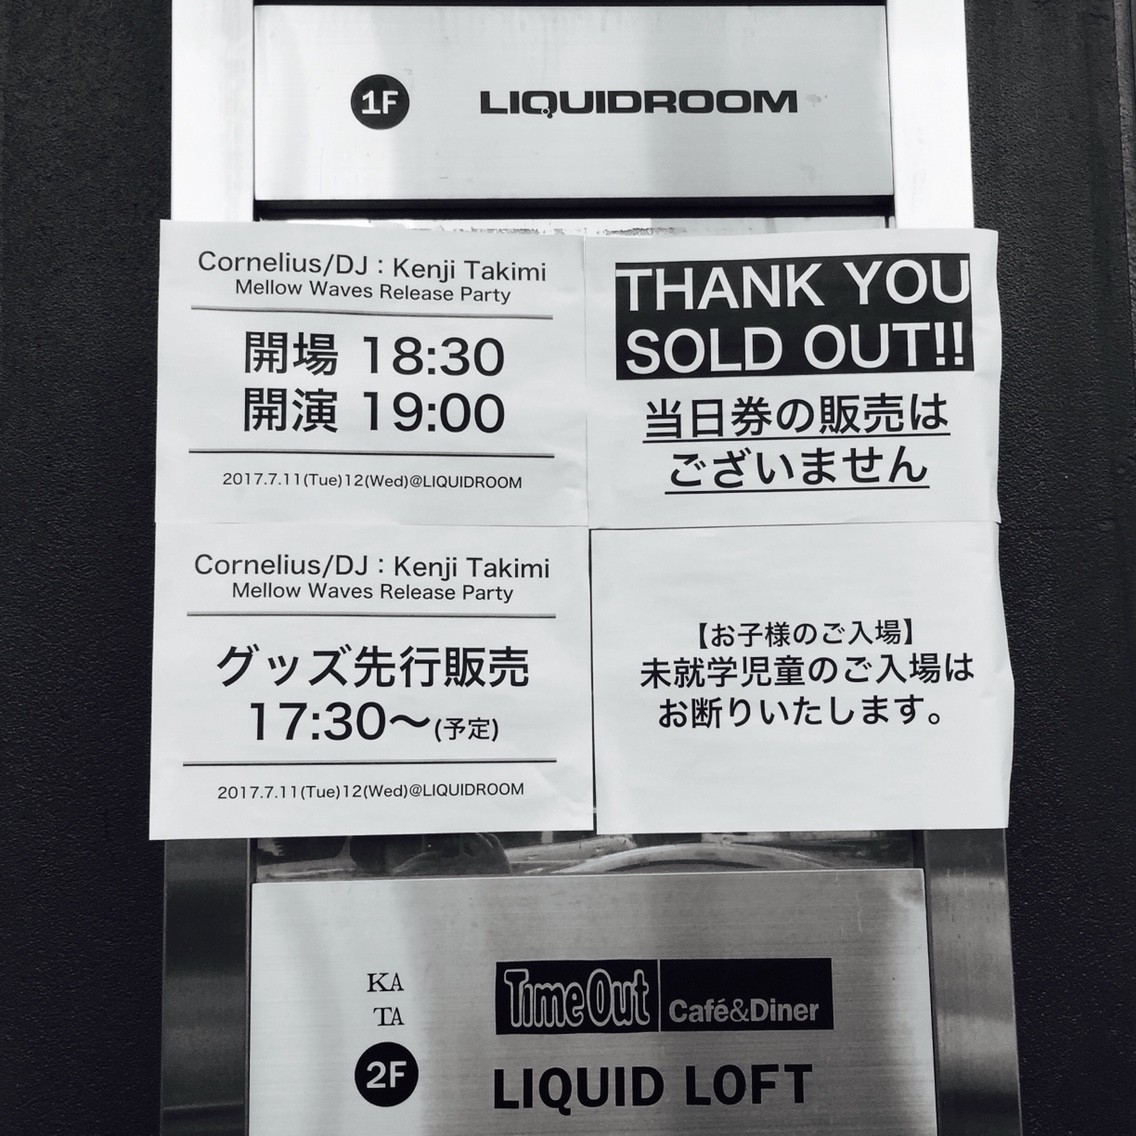 1F LIQUIDROOM
Cornelius/DJ：Kenji Takimi
Mellow Waves Release Party
開場 18:30
開演 19:00
2017.7.11(Tue)12(Wed)@LIQUIDROOM
THANK YOU
SOLD OUT!!
当日券の販売は
ございません
Cornelius/DJ：Kenji Takimi
Mellow Waves Release Party
グッズ先行販売
17:30〜(予定)
2017.7.11(Tue)12(Wed)@LIQUIDROOM
【お子様のご入場】
未就学児童のご入場は
お断りいたします。
KA
TA
2F
TimeOut Café&Diner
LIQUID LOFT